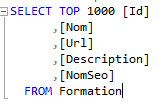 SELECT TOP 1000 [Id]
,[Nom]
,[Url]
,[Description]
,[NomSeo]
FROM Formation